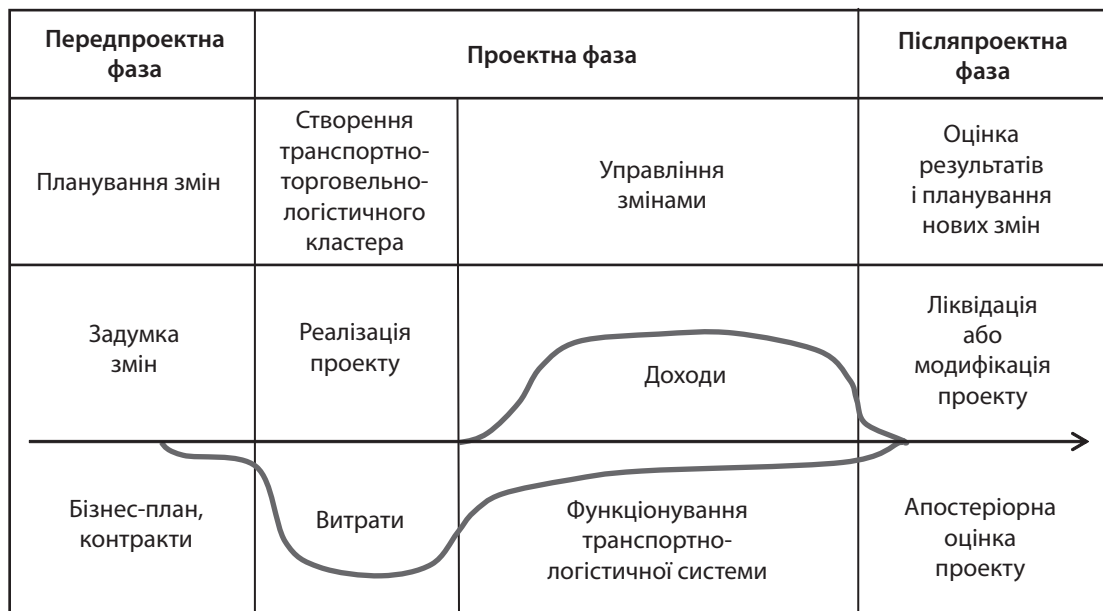 Передпроектна
фаза
Проектна фаза
Післяпроектна
фаза
Планування змін
Створення
транспортно-
торговельно-
логістичного
кластера
Управління
змінами
Оцінка
результатів
і планування
нових змін
Задумка
змін
Реалізація
проекту
Доходи
Ліквідація
або
модифікація
проекту
Бізнес-план,
контракти
Витрати
Функціонування
транспортно-
логістичної системи
Апостеріорна
оцінка
проекту